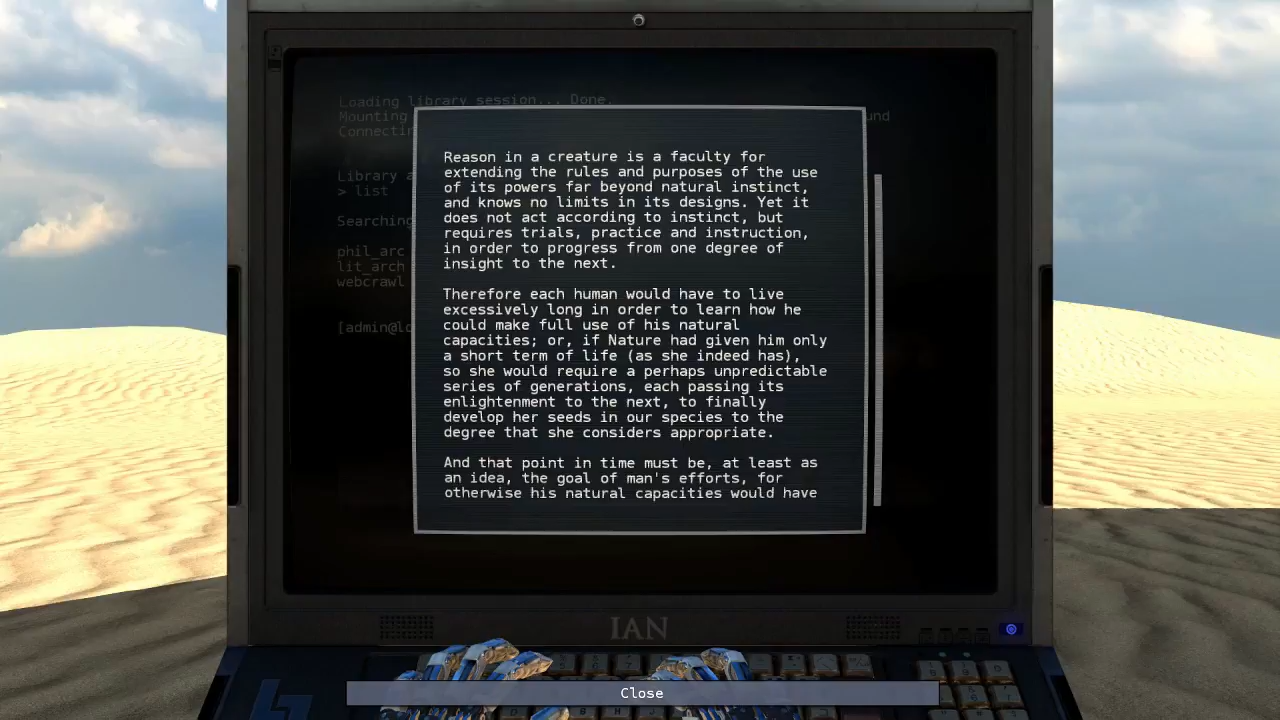 Loading library session... Done.
Mounting
und
Connectin
Library a
> list
Searching
phil_arc
lit_arch
webcrawl
[admin@lo
Reason in a creature is a faculty for
extending the rules and purposes of the use
of its powers far beyond natural instinct,
and knows no limits in its designs. Yet it
does not act according to instinct, but
requires trials, practice and instruction,
in order to progress from one degree of
insight to the next.
Therefore each human would have to live
excessively long in order to learn how he
could make full use of his natural
capacities; or, if Nature had given him only
a short term of life (as she indeed has),
so she would require a perhaps unpredictable
series of generations, each passing its
enlightenment to the next, to finally
develop her seeds in our species to the
degree that she considers appropriate.
And that point in time must be, at least as
an idea, the goal of man's efforts, for
otherwise his natural capacities would have
IAN
Close